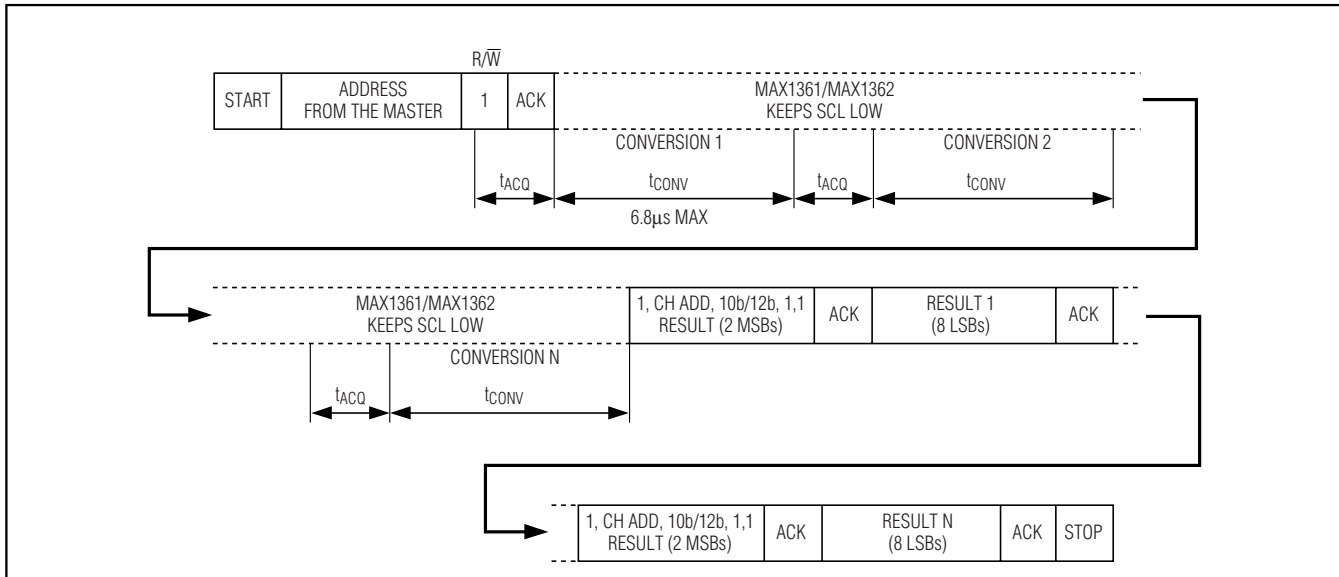 R/W̅
START
ADDRESS
FROM THE MASTER
1
ACK
MAX1361/MAX1362
KEEPS SCL LOW
CONVERSION 1
CONVERSION 2
tACQ
tCONV
tACQ
tCONV
6.8μs MAX
MAX1361/MAX1362
KEEPS SCL LOW
1, CH ADD, 10b/12b, 1,1
RESULT (2 MSBs)
ACK
RESULT 1
(8 LSBs)
ACK
CONVERSION N
tACQ
tCONV
1, CH ADD, 10b/12b, 1,1
RESULT (2 MSBs)
ACK
RESULT N
(8 LSBs)
ACK
STOP